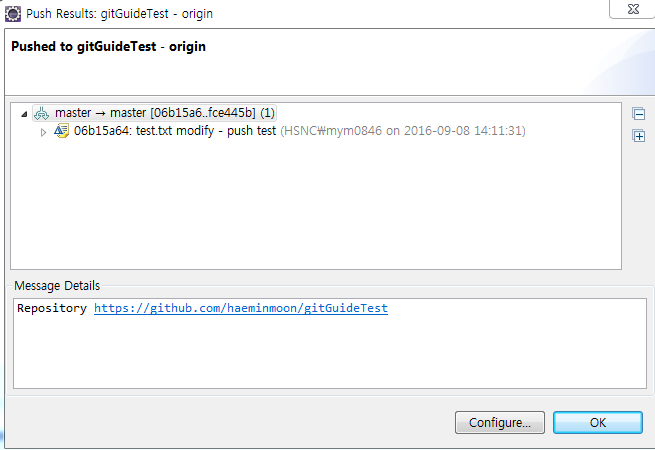 Push Results: gitGuideTest - origin
Pushed to gitGuideTest - origin
master → master [06b15a6..fce445b] (1)
06b15a64: test.txt modify - push test (HSNC₩mym0846 on 2016-09-08 14:11:31)
Message Details
Repository https://github.com/haeminmoon/gitGuideTest
Configure...
OK